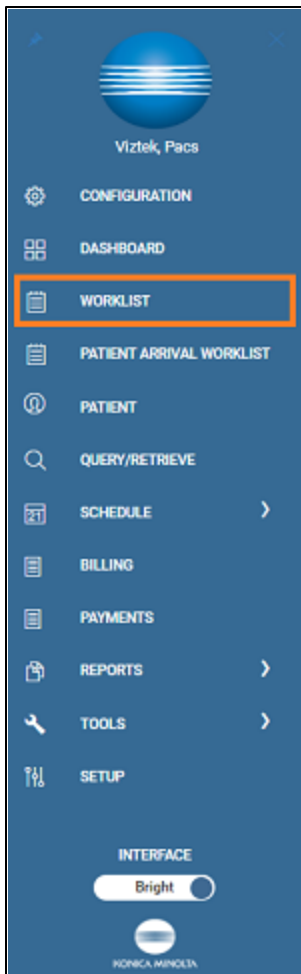 Viztek, Pacs
CONFIGURATION
DASHBOARD
WORKLIST
PATIENT ARRIVAL WORKLIST
PATIENT
QUERY/RETRIEVE
21 SCHEDULE
BILLING
PAYMENTS
REPORTS
TOOLS
SETUP
INTERFACE
Bright
KONICA MINOLTA